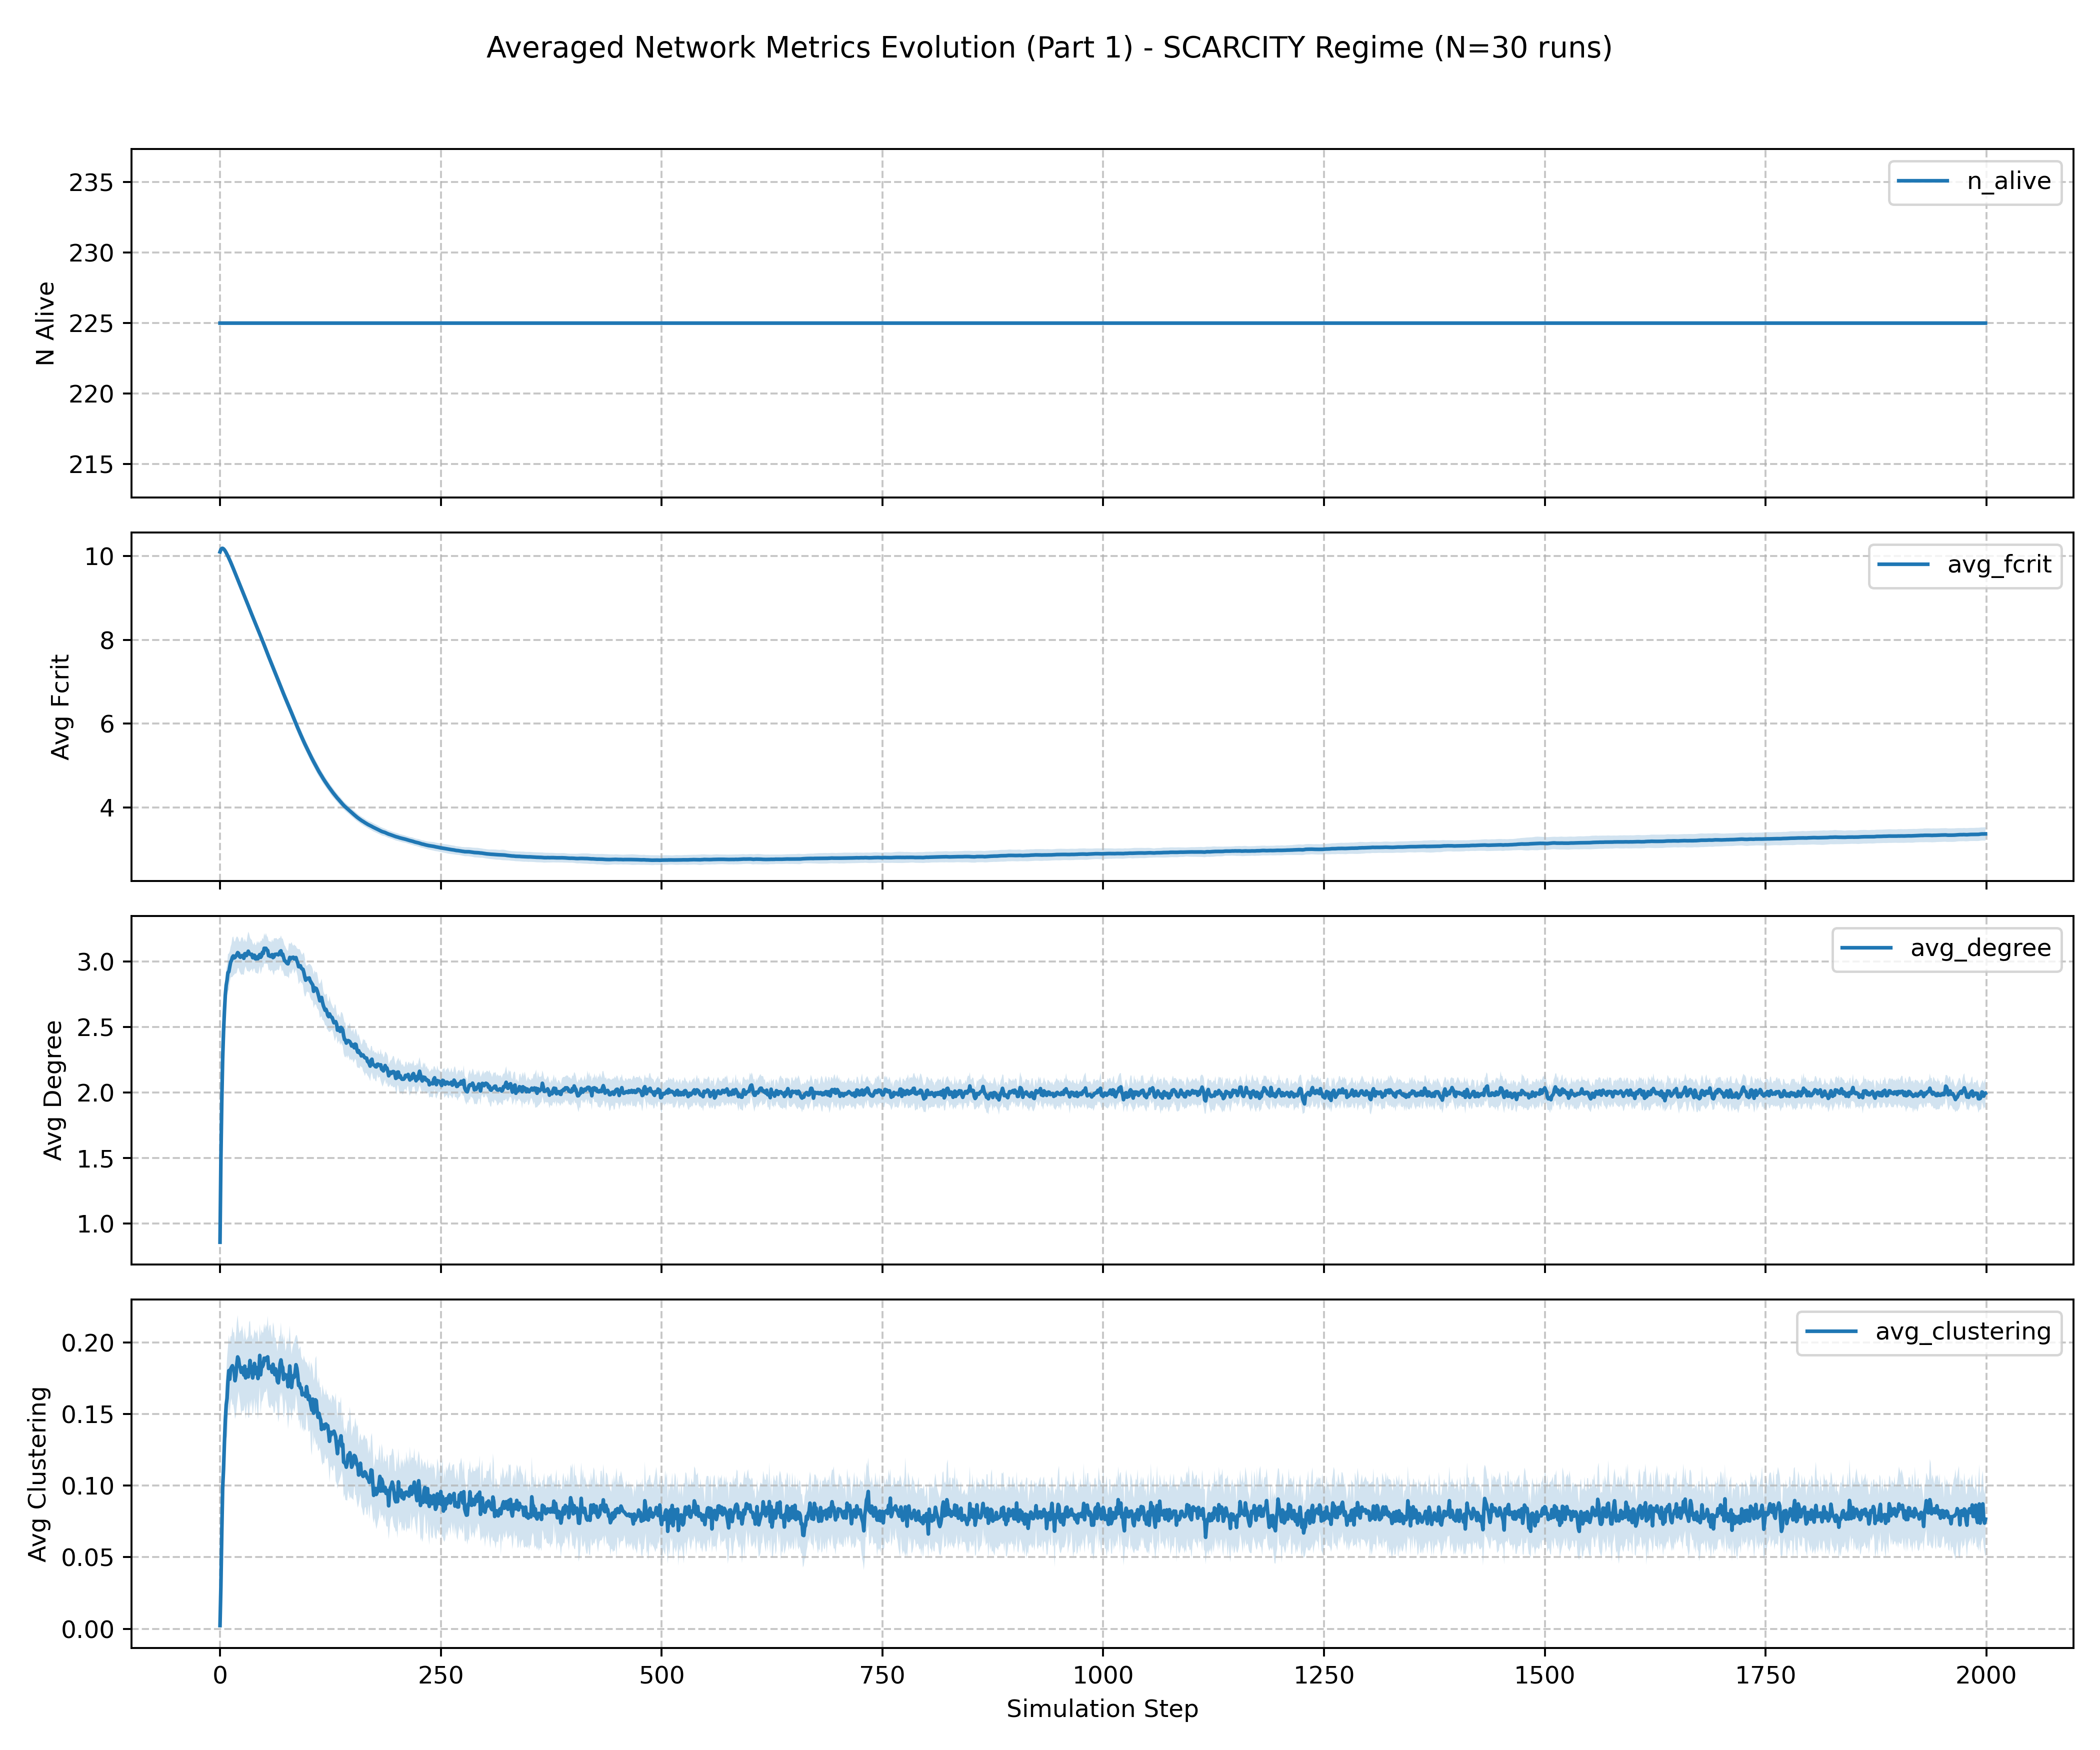 Averaged Network Metrics Evolution (Part 1) - SCARCITY Regime (N=30 runs)
N Alive
235
230
225
220
215
n_alive
Avg Fcrit
10
8
6
4
avg_fcrit
Avg Degree
3.0
2.5
2.0
1.5
1.0
avg_degree
Avg Clustering
0.20
0.15
0.10
0.05
0.00
avg_clustering
0 250 500 750 1000 1250 1500 1750 2000
Simulation Step